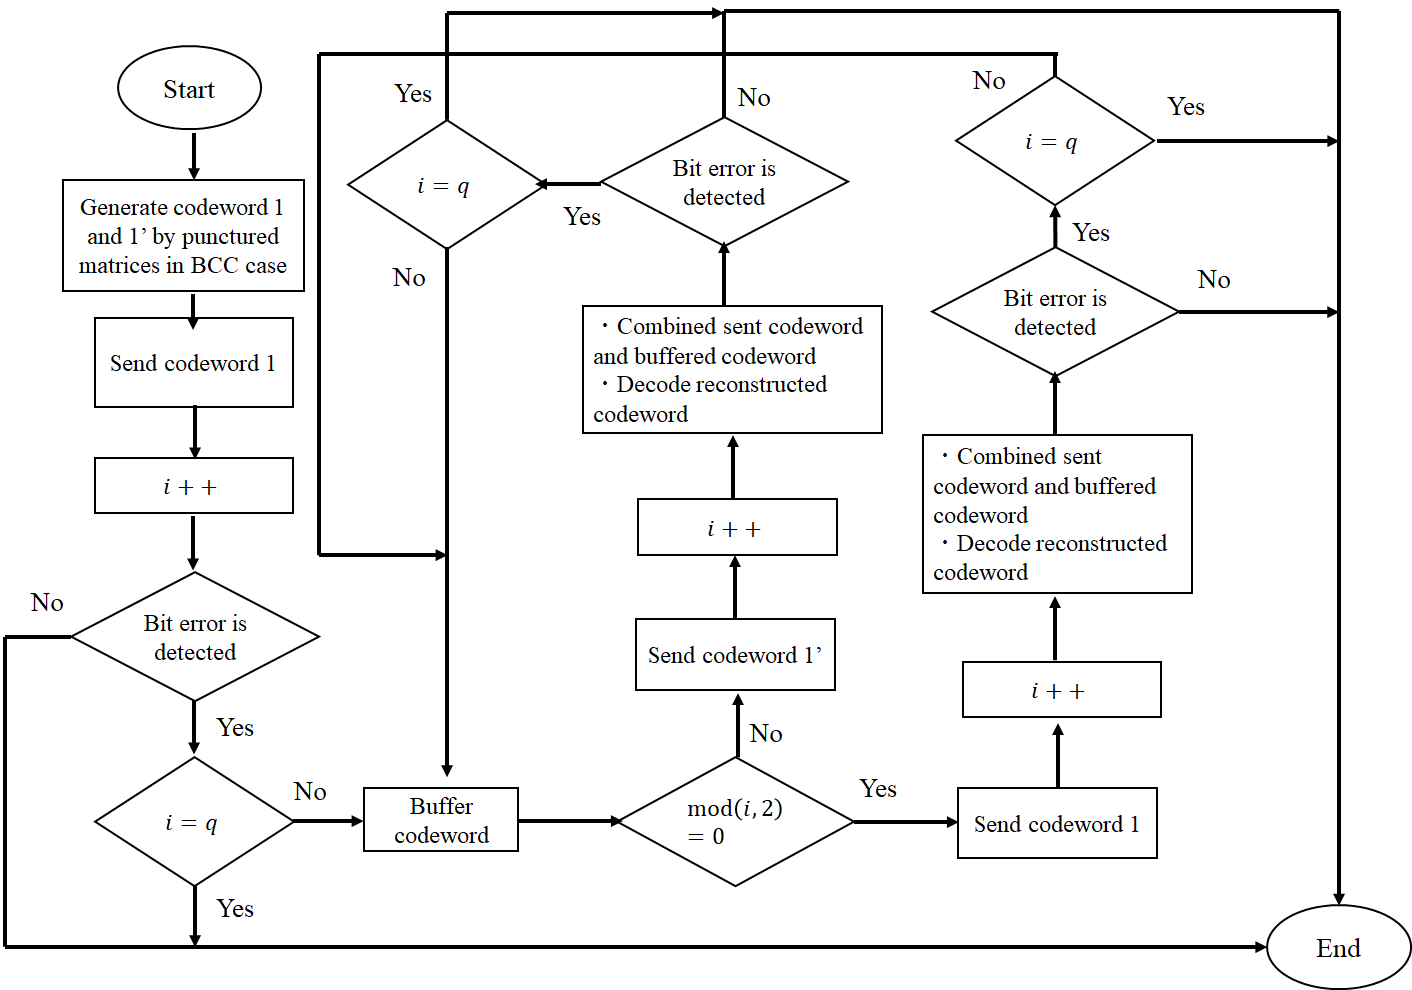 Start
Generate codeword 1
and 1’ by punctured
matrices in BCC case
Send codeword 1
i + +
Bit error is
detected
No
Yes
i = q
No
Yes
Buffer
codeword
mod(i, 2)
= 0
No
Yes
Send codeword 1’
i + +
・Combined sent codeword
and buffered codeword
・Decode reconstructed
codeword
Bit error is
detected
No
Yes
i = q
Yes
No
Send codeword 1
i + +
・Combined sent
codeword and buffered
codeword
・Decode reconstructed
codeword
Bit error is
detected
No
Yes
i = q
No
Yes
End